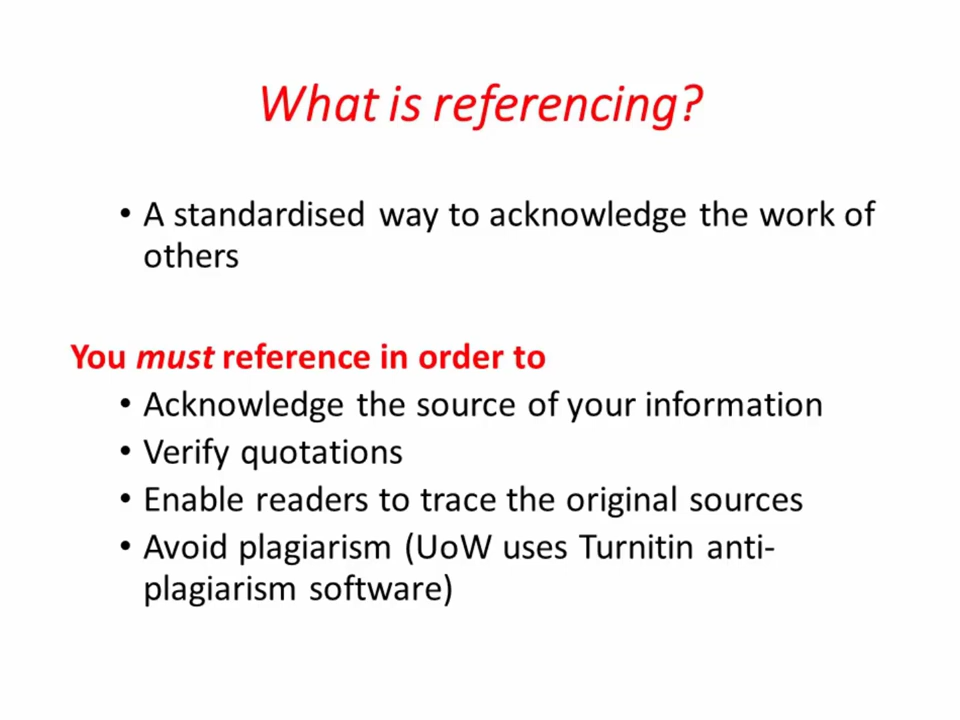 What is referencing?
• A standardised way to acknowledge the work of
others
You must reference in order to
• Acknowledge the source of your information
• Verify quotations
• Enable readers to trace the original sources
• Avoid plagiarism (UoW uses Turnitin anti-
plagiarism software)